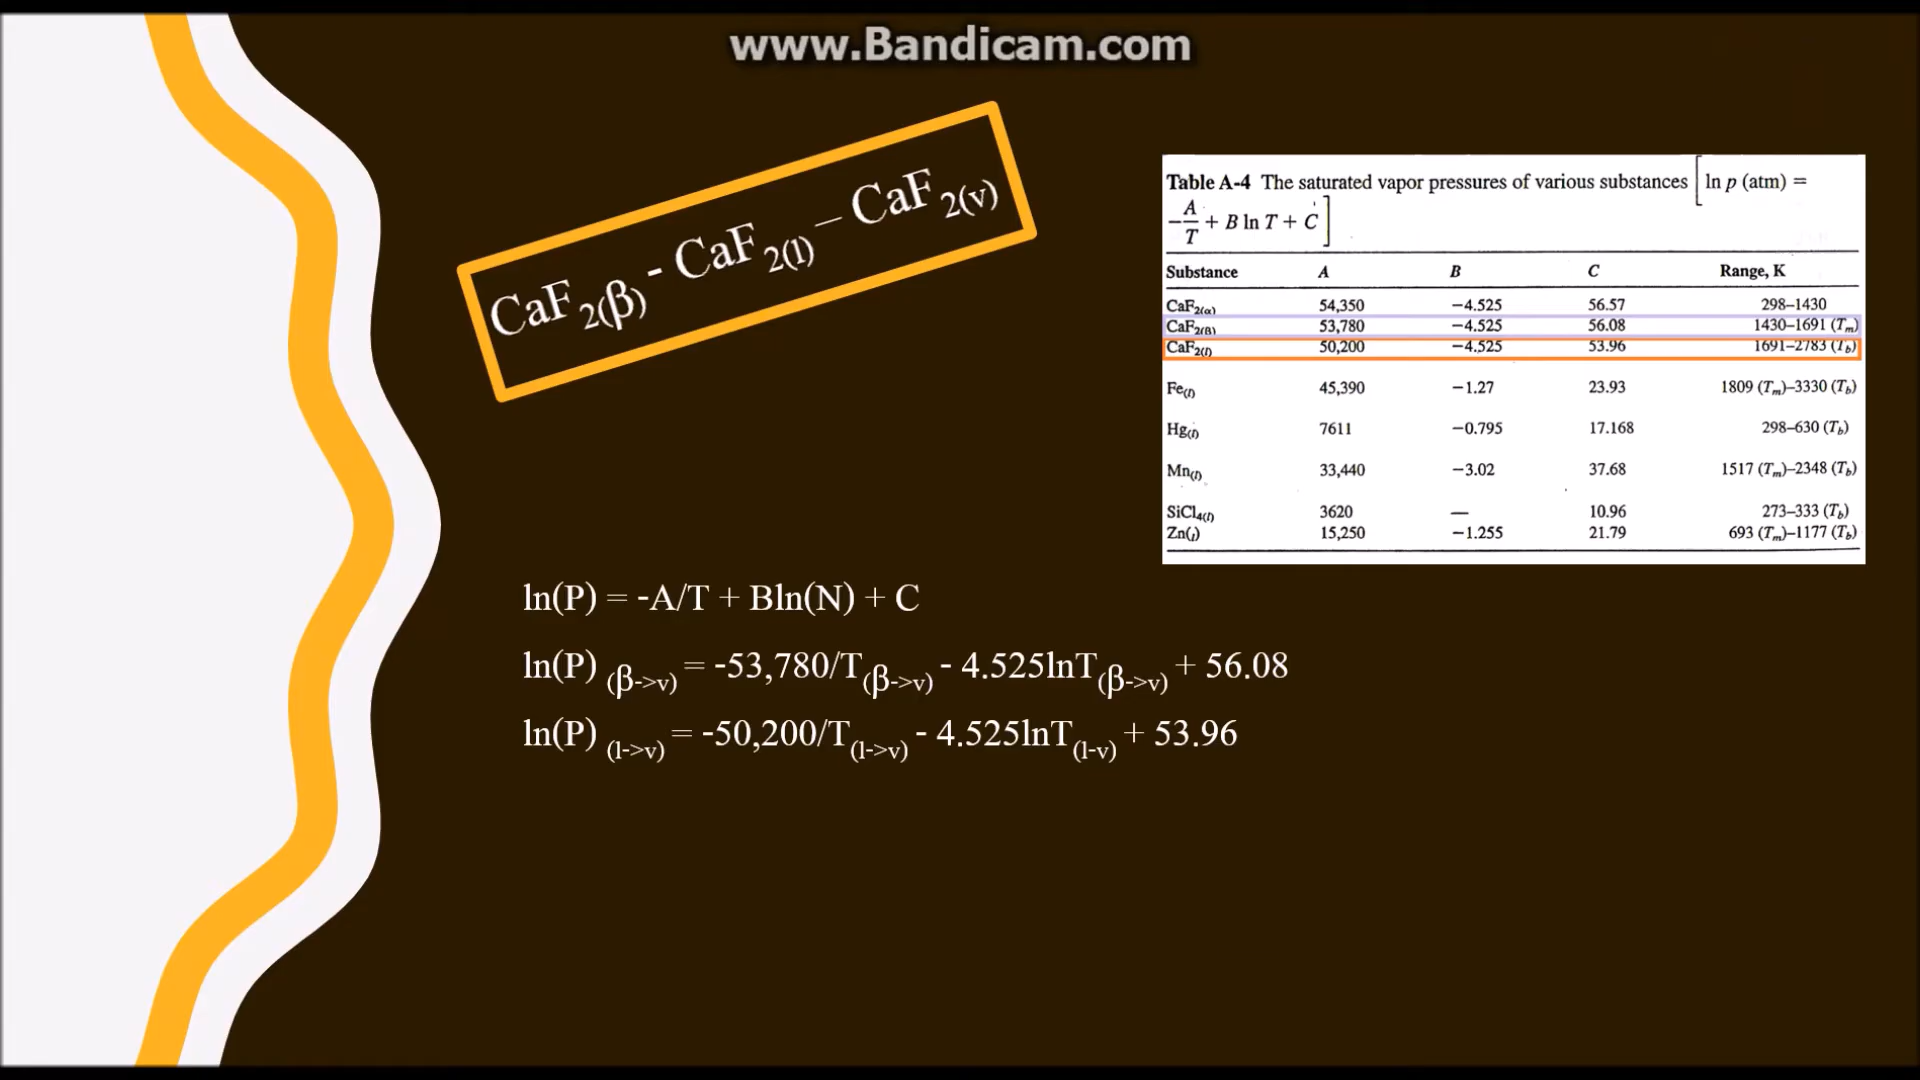 www.Bandicam.com
CaF2(β) - CaF2(l) – CaF2(v)
Table A-4 The saturated vapor pressures of various substances [ln p (atm) =
−A/T + B ln T + C]
Substance A B C Range, K
CaF2(α) 54,350 −4.525 56.57 298–1430
CaF2(β) 53,780 −4.525 56.08 1430–1691 (Tm)
CaF2(l) 50,200 −4.525 53.96 1691–2783 (Tb)
Fe(l) 45,390 −1.27 23.93 1809 (Tm)–3330 (Tb)
Hg(l) 7611 −0.795 17.168 298–630 (Tb)
Mn(l) 33,440 −3.02 37.68 1517 (Tm)–2348 (Tb)
SiCl4(l) 3620 — 10.96 273–333 (Tb)
Zn(l) 15,250 −1.255 21.79 693 (Tm)–1177 (Tb)
ln(P) = -A/T + Bln(N) + C
ln(P) (β->v) = -53,780/T(β->v) - 4.525lnT(β->v) + 56.08
ln(P) (l->v) = -50,200/T(l->v) - 4.525lnT(l-v) + 53.96